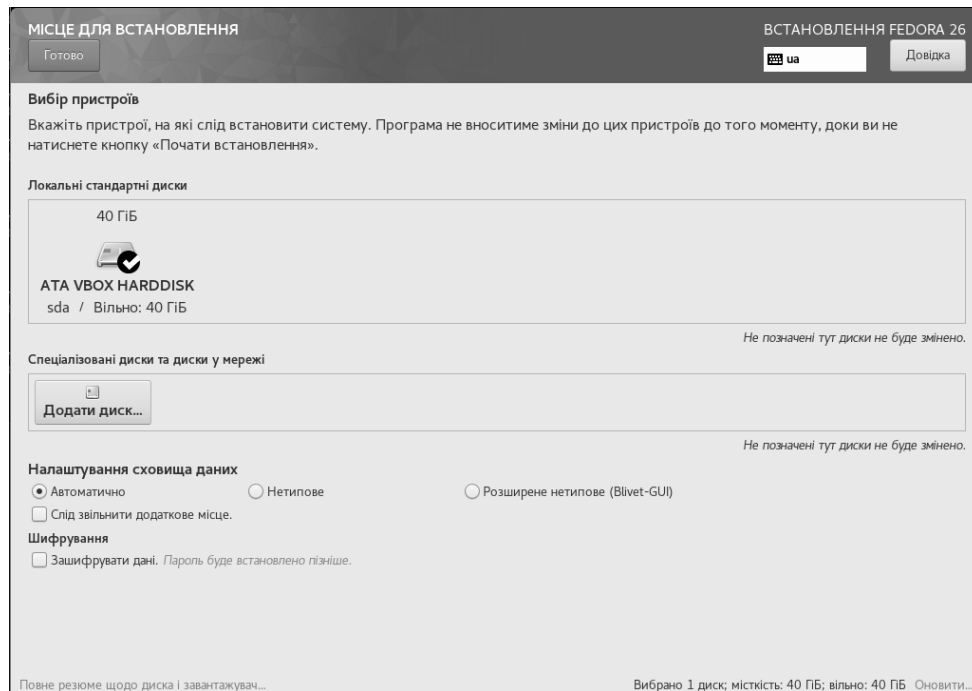 МІСЦЕ ДЛЯ ВСТАНОВЛЕННЯ
ВСТАНОВЛЕННЯ FEDORA 26
Готово
ua
Довідка
Вибір пристроїв
Вкажіть пристрої, на які слід встановити систему. Програма не вноситиме зміни до цих пристроїв до того моменту, доки ви не
натиснете кнопку «Почати встановлення».
Локальні стандартні диски
40 ГіБ
ATA VBOX HARDDISK
sda / Вільно: 40 ГіБ
Не позначені тут диски не буде змінено.
Спеціалізовані диски та диски у мережі
Додати диск...
Не позначені тут диски не буде змінено.
Налаштування сховища даних
Автоматично Нетипове Розширене нетипове (Blivet-GUI)
Слід звільнити додаткове місце.
Шифрування
Зашифрувати дані. Пароль буде встановлено пізніше.
Повне резюме щодо диска і завантажувач... Вибрано 1 диск; місткість: 40 ГіБ; вільно: 40 ГіБ Оновити...